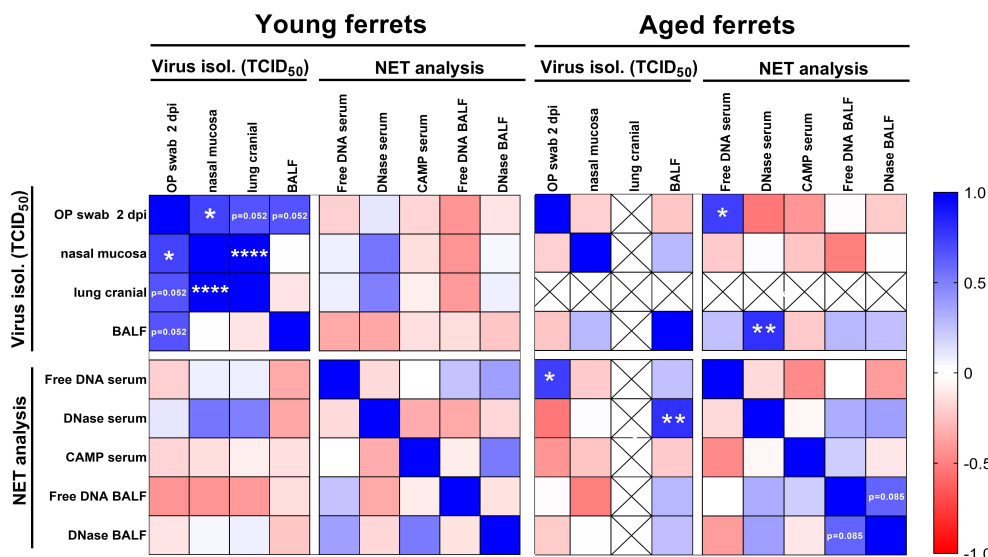 Young ferrets
Aged ferrets
Virus isol. (TCID50)
NET analysis
Virus isol. (TCID50)
NET analysis
OP swab 2 dpi
nasal mucosa
lung cranial
BALF
Free DNA serum
DNase serum
CAMP serum
Free DNA BALF
DNase BALF
OP swab 2 dpi
nasal mucosa
lung cranial
BALF
Free DNA serum
DNase serum
CAMP serum
Free DNA BALF
DNase BALF
Virus isol. (TCID50)
OP swab 2 dpi
* p=0.052 p=0.052
*
nasal mucosa
* ****
lung cranial
p=0.052 ****
BALF
p=0.052
**
NET analysis
Free DNA serum
*
DNase serum
**
CAMP serum
Free DNA BALF
p=0.085
DNase BALF
p=0.085
1.0
0.5
0
-0.5
-1.0